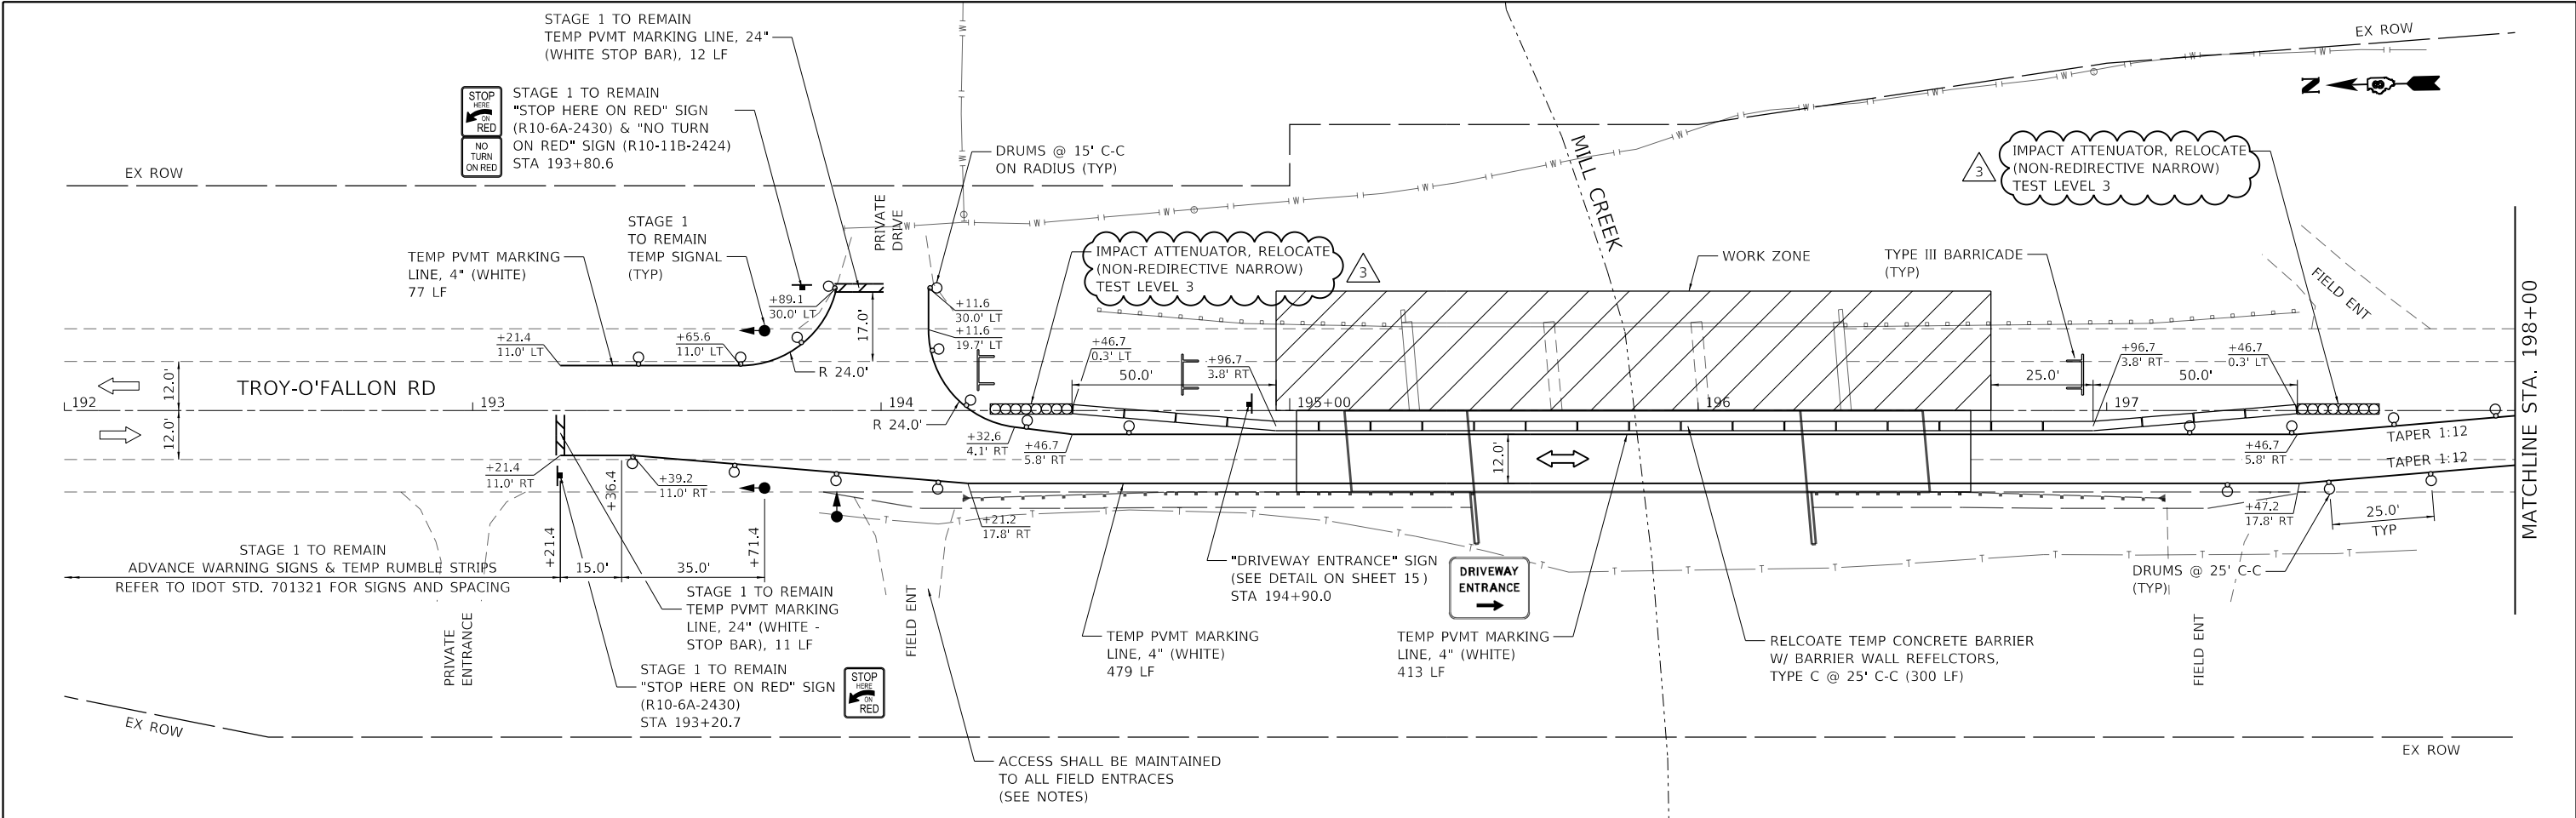 STAGE 1 TO REMAIN
TEMP PVMT MARKING LINE, 24"
(WHITE STOP BAR), 12 LF
STOP
HERE
ON
RED
NO
TURN
ON RED
STAGE 1 TO REMAIN
"STOP HERE ON RED" SIGN
(R10-6A-2430) & "NO TURN
ON RED" SIGN (R10-11B-2424)
STA 193+80.6
EX ROW
DRUMS @ 15' C-C
ON RADIUS (TYP)
PRIVATE
DRIVE
STAGE 1
TO REMAIN
TEMP SIGNAL
(TYP)
TEMP PVMT MARKING
LINE, 4" (WHITE)
77 LF
IMPACT ATTENUATOR, RELOCATE
(NON-REDIRECTIVE NARROW)
TEST LEVEL 3
3
MILL CREEK
WORK ZONE
TYPE III BARRICADE
(TYP)
EX ROW
N
3
IMPACT ATTENUATOR, RELOCATE
(NON-REDIRECTIVE NARROW)
TEST LEVEL 3
FIELD ENT
MATCHLINE STA. 198+00
+21.4
11.0' LT
+65.6
11.0' LT
+89.1
30.0' LT
17.0'
R 24.0'
+11.6
30.0' LT
+11.6
19.7' LT
+46.7
0.3' LT
50.0'
+96.7
3.8' RT
25.0'
+96.7
3.8' RT
50.0'
+46.7
0.3' LT
12.0'
12.0'
TROY-O'FALLON RD
192
193
194
195+00
196
197
R 24.0'
+32.6
4.1' RT
+46.7
5.8' RT
12.0'
+46.7
5.8' RT
TAPER 1:12
TAPER 1:12
+21.4
11.0' RT
+36.4
+39.2
11.0' RT
+21.4
15.0'
35.0'
+71.4
+21.2
17.8' RT
+47.2
17.8' RT
25.0'
TYP
STAGE 1 TO REMAIN
ADVANCE WARNING SIGNS & TEMP RUMBLE STRIPS
REFER TO IDOT STD. 701321 FOR SIGNS AND SPACING
PRIVATE
ENTRANCE
STAGE 1 TO REMAIN
TEMP PVMT MARKING
LINE, 24" (WHITE -
STOP BAR), 11 LF
STAGE 1 TO REMAIN
"STOP HERE ON RED" SIGN
(R10-6A-2430)
STA 193+20.7
STOP
HERE
ON
RED
FIELD ENT
ACCESS SHALL BE MAINTAINED
TO ALL FIELD ENTRACES
(SEE NOTES)
TEMP PVMT MARKING
LINE, 4" (WHITE)
479 LF
"DRIVEWAY ENTRANCE" SIGN
(SEE DETAIL ON SHEET 15)
STA 194+90.0
DRIVEWAY
ENTRANCE
TEMP PVMT MARKING
LINE, 4" (WHITE)
413 LF
RELCOATE TEMP CONCRETE BARRIER
W/ BARRIER WALL REFELCTORS,
TYPE C @ 25' C-C (300 LF)
DRUMS @ 25' C-C
(TYP)
FIELD ENT
EX ROW
EX ROW